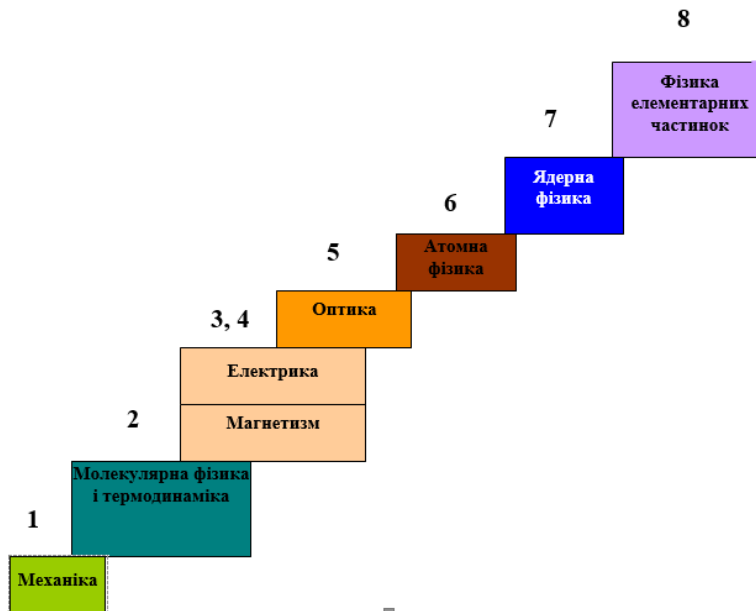 8
Фізика
елементарних
частинок
7
Ядерна
фізика
6
Атомна
фізика
5
Оптика
3, 4
Електрика
Магнетизм
2
Молекулярна фізика
і термодинаміка
1
Механіка